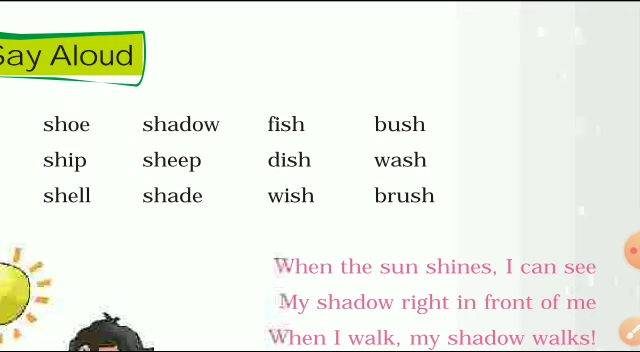 Say Aloud
shoe shadow fish bush
ship sheep dish wash
shell shade wish brush
When the sun shines, I can see
My shadow right in front of me
When I walk, my shadow walks!